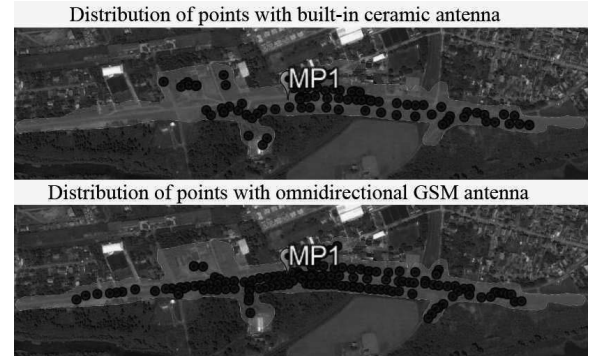 Distribution of points with built-in ceramic antenna
MP1
Distribution of points with omnidirectional GSM antenna
MP1